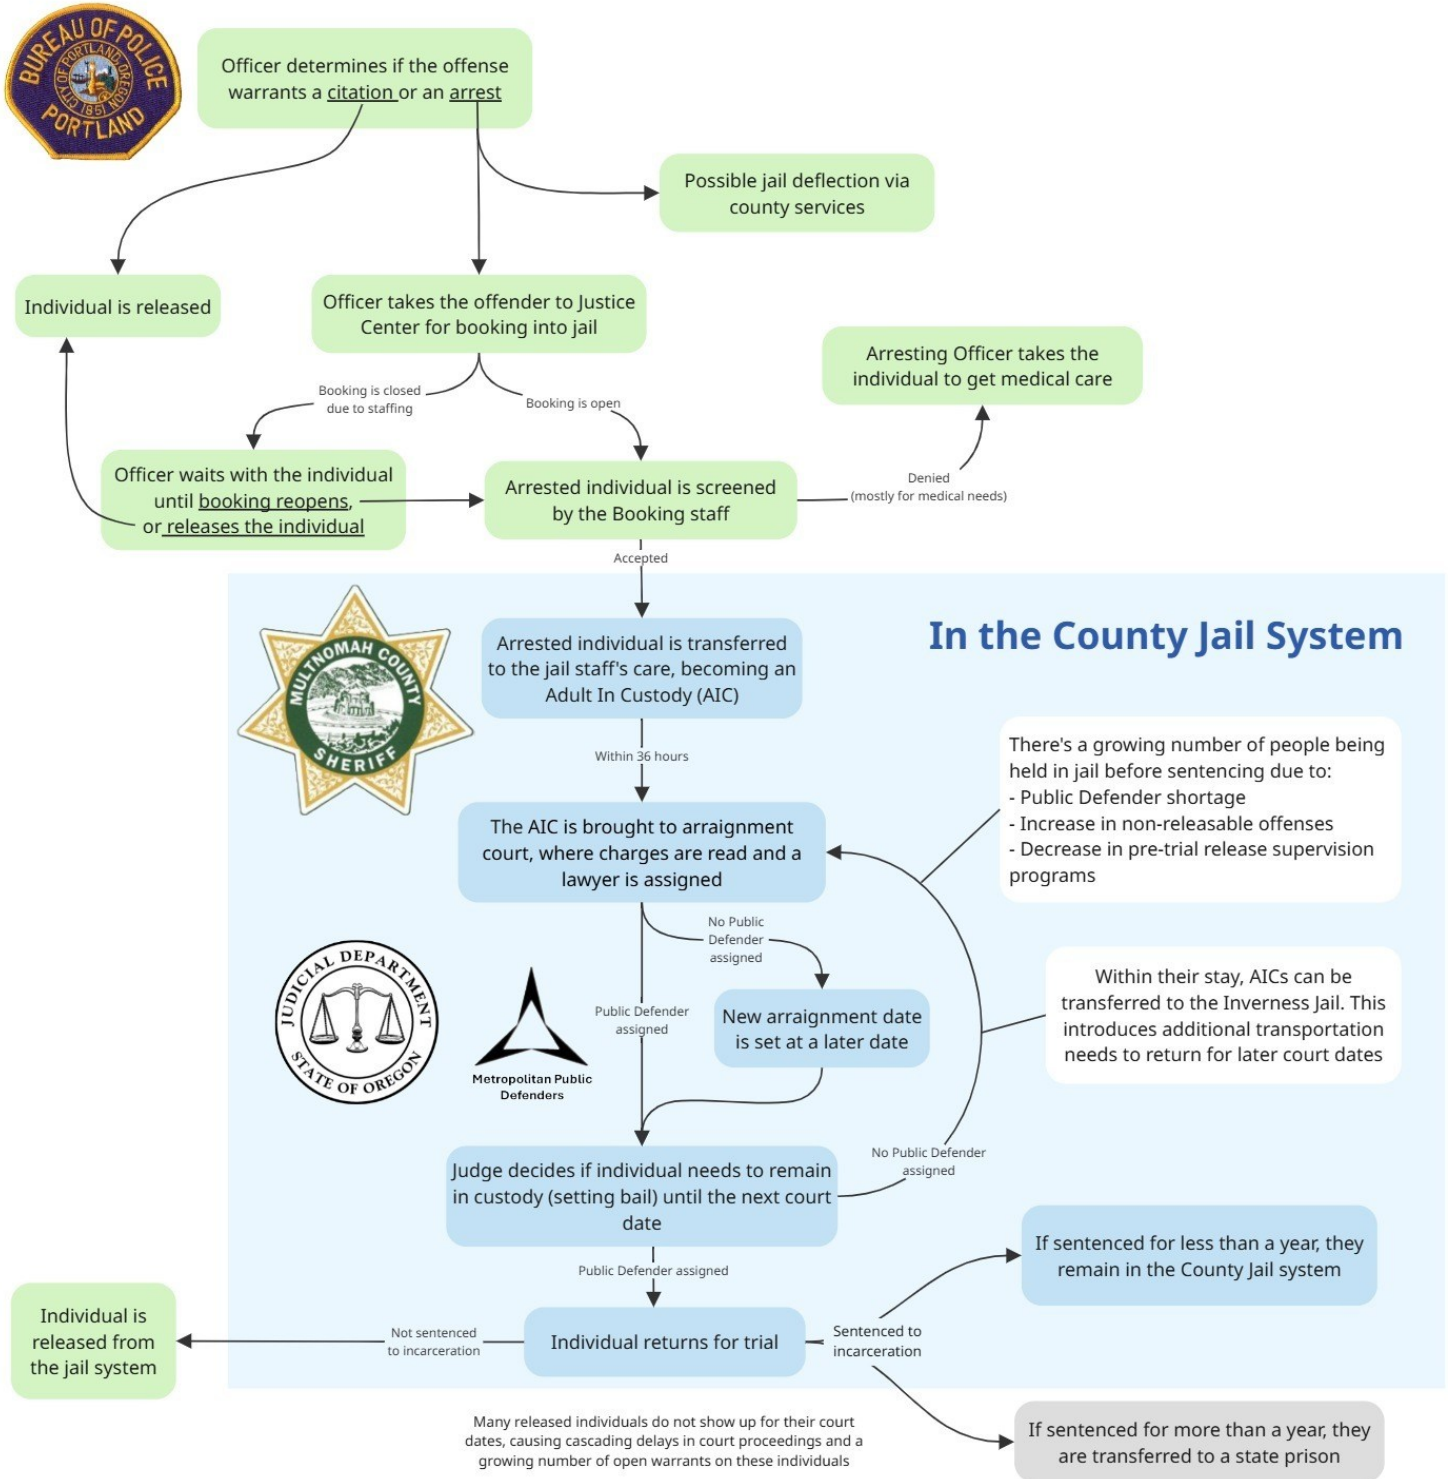 BUREAU OF POLICE
CITY OF PORTLAND, OREGON
1851
PORTLAND
Officer determines if the offense
warrants a citation or an arrest
Possible jail deflection via
county services
Individual is released
Officer takes the offender to Justice
Center for booking into jail
Arresting Officer takes the
individual to get medical care
Booking is closed
due to staffing
Booking is open
Officer waits with the individual
until booking reopens,
or releases the individual
Arrested individual is screened
by the Booking staff
Denied
(mostly for medical needs)
Accepted
In the County Jail System
MULTNOMAH COUNTY
SHERIFF
Arrested individual is transferred
to the jail staff's care, becoming an
Adult In Custody (AIC)
Within 36 hours
There's a growing number of people being
held in jail before sentencing due to:
- Public Defender shortage
- Increase in non-releasable offenses
- Decrease in pre-trial release supervision
programs
The AIC is brought to arraignment
court, where charges are read and a
lawyer is assigned
No Public
Defender
assigned
JUDICIAL DEPARTMENT
STATE OF OREGON
Metropolitan Public
Defenders
Public Defender
assigned
New arraignment date
is set at a later date
Within their stay, AICs can be
transferred to the Inverness Jail. This
introduces additional transportation
needs to return for later court dates
No Public Defender
assigned
Judge decides if individual needs to remain
in custody (setting bail) until the next court
date
Public Defender assigned
If sentenced for less than a year, they
remain in the County Jail system
Individual is
released from
the jail system
Not sentenced
to incarceration
Individual returns for trial
Sentenced to
incarceration
Many released individuals do not show up for their court
dates, causing cascading delays in court proceedings and a
growing number of open warrants on these individuals
If sentenced for more than a year, they
are transferred to a state prison